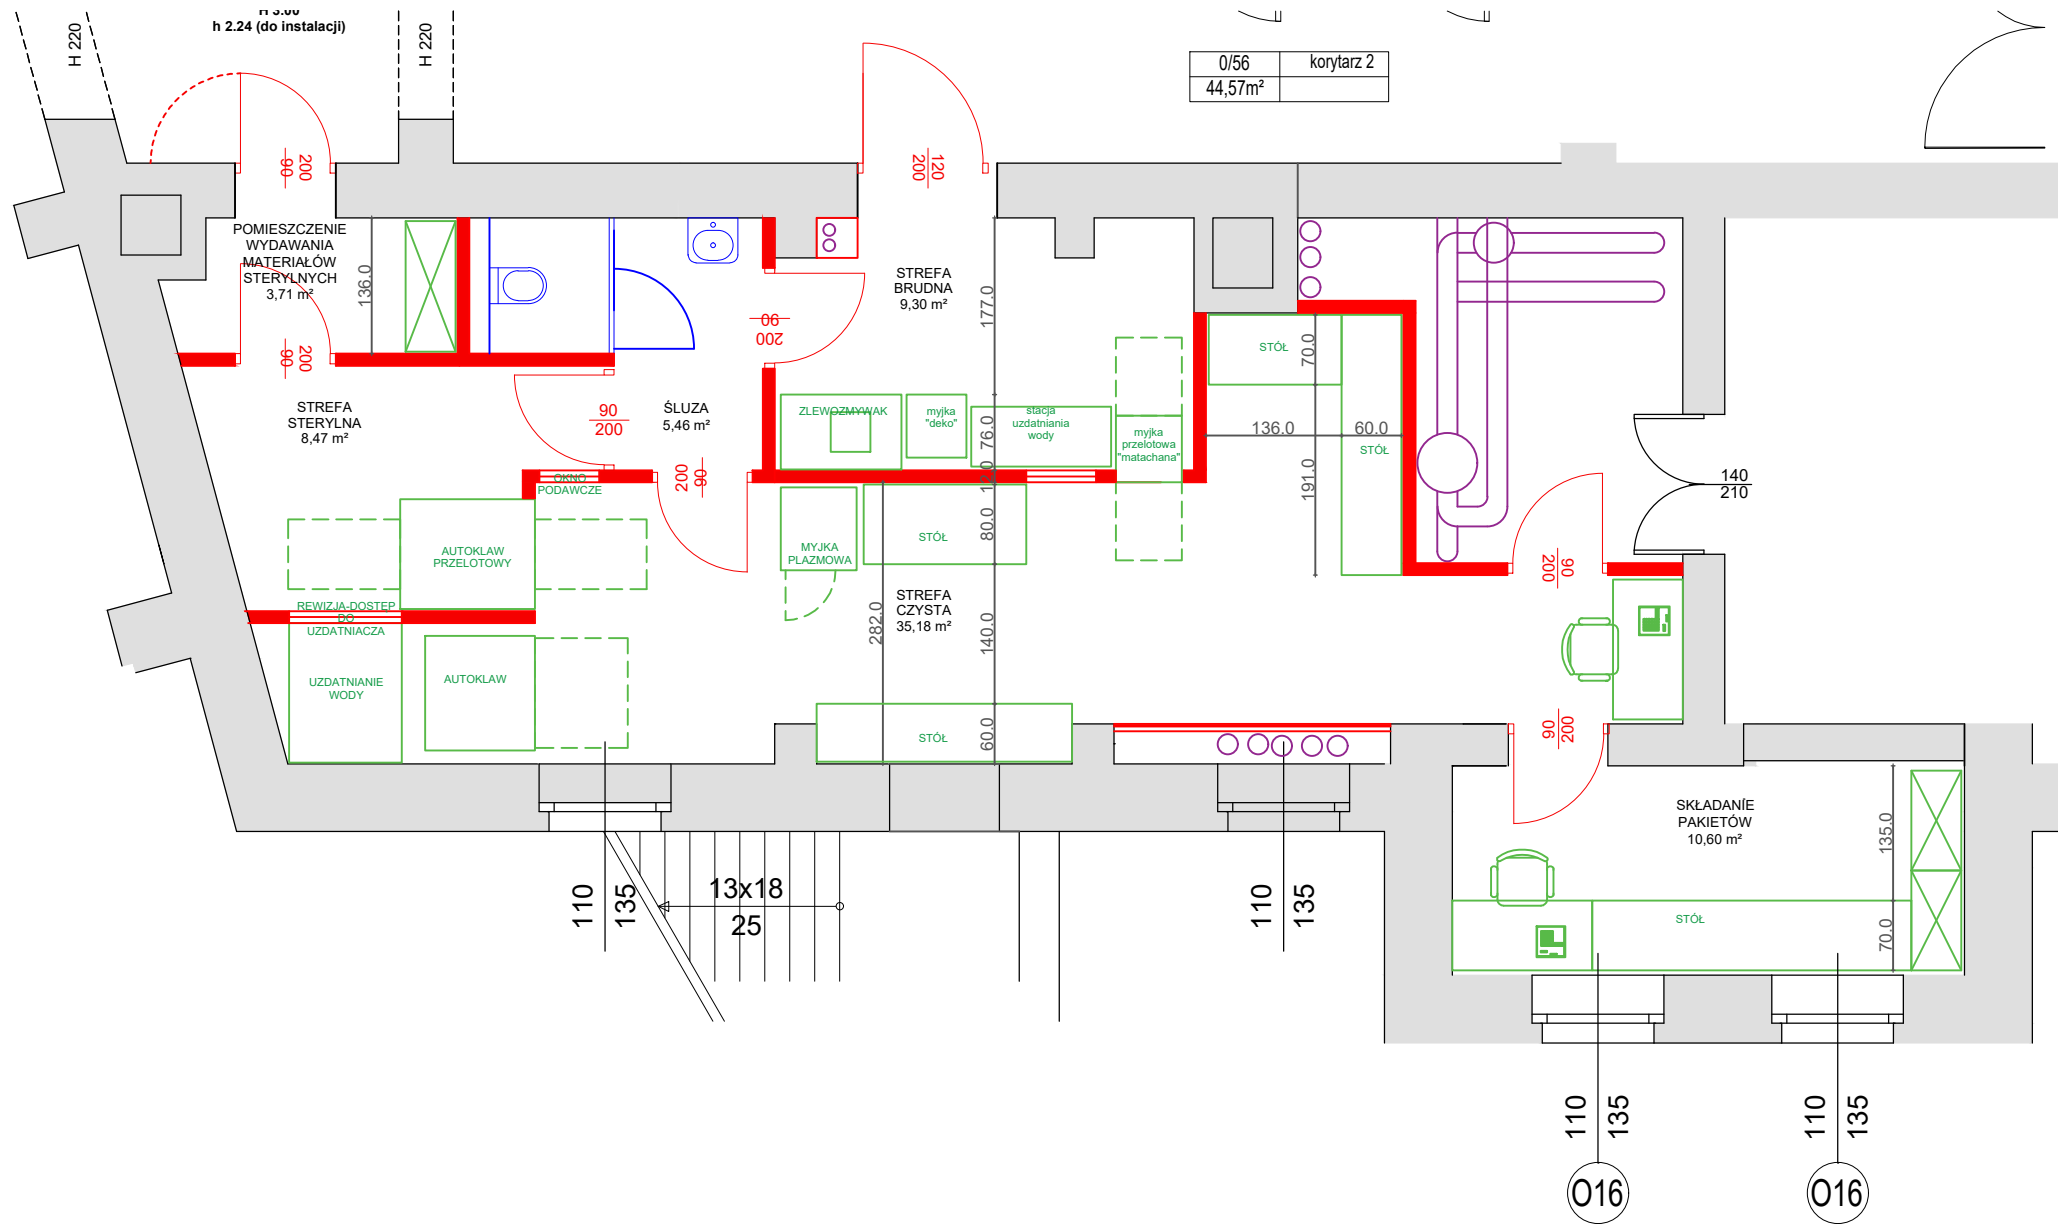 H 3.00
h 2.24 (do instalacji)
H 220
H 220
0/56
korytarz 2
44,57m²
90
200
120
200
POMIESZCZENIE
WYDAWANIA
MATERIAŁÓW
STERYLNYCH
3,71 m²
136.0
STREFA
BRUDNA
9,30 m²
177.0
90
200
90
200
STÓŁ
70.0
STREFA
STERYLNA
8,47 m²
90
200
ŚLUZA
5,46 m²
ZLEWOZMYWAK
myjka
"deko"
stacja
uzdatniania
wody
76.0
myjka
przelotowa
"matachana"
136.0
60.0
STÓŁ
191.0
140
210
OKNO
PODAWCZE
200
90
12.0
AUTOKLAW
PRZELOTOWY
MYJKA
PLAZMOWA
STÓŁ
80.0
90
200
REWIZJA-DOSTĘP
DO
UZDATNIACZA
STREFA
CZYSTA
35,18 m²
282.0
140.0
UZDATNIANIE
WODY
AUTOKLAW
STÓŁ
60.0
90
200
SKŁADANIE
PAKIETÓW
10,60 m²
135.0
110
135
13x18
25
110
135
STÓŁ
70.0
110
135
110
135
O16
O16